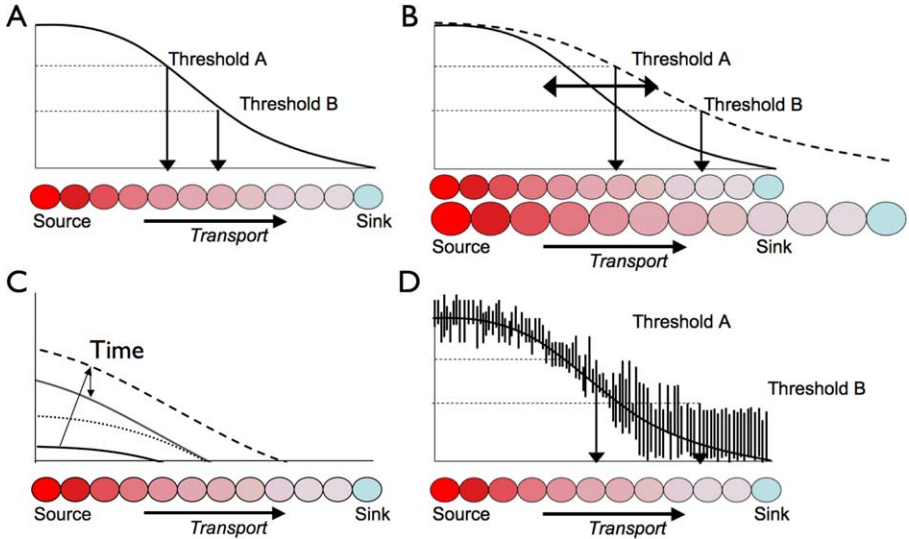 A
Threshold A
Threshold B
Source
Transport
Sink
B
Threshold A
Threshold B
Source
Transport
Sink
C
Time
Source
Transport
Sink
D
Threshold A
Threshold B
Source
Transport
Sink